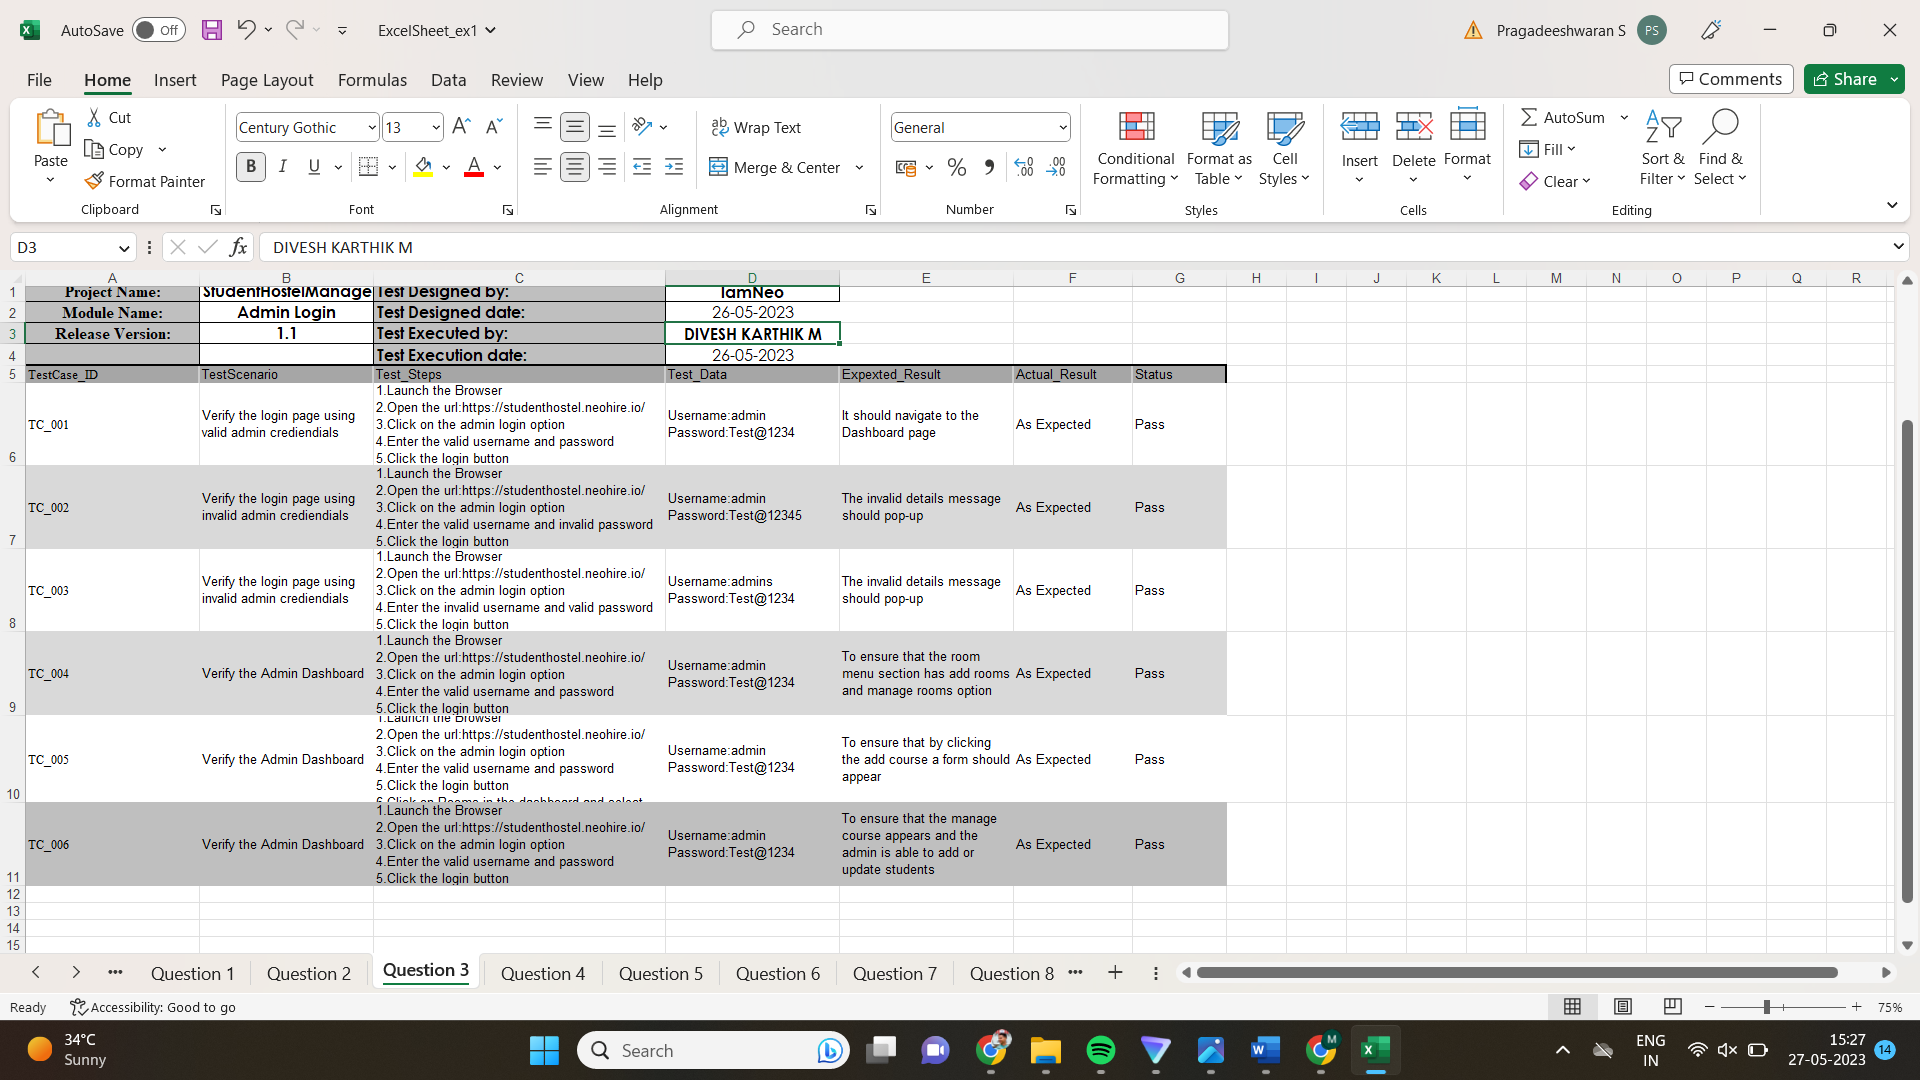 AutoSave Off ExcelSheet_ex1 Search Pragadeeshwaran S PS
File Home Insert Page Layout Formulas Data Review View Help Comments Share
Paste Cut Copy Format Painter Clipboard
Century Gothic 13 A A B I U A Font
ab Wrap Text Merge & Center Alignment
General % Number
Conditional Formatting Format as Table Cell Styles Styles
Insert Delete Format Cells
AutoSum Fill Clear Sort & Filter Find & Select Editing
D3 fx DIVESH KARTHIK M
A B C D E F G H I J K L M N O P Q R
1 Project Name: StudentHostelManage Test Designed by: IamNeo
2 Module Name: Admin Login Test Designed date: 26-05-2023
3 Release Version: 1.1 Test Executed by: DIVESH KARTHIK M
4 Test Execution date: 26-05-2023
5 TestCase_ID TestScenario Test_Steps Test_Data Expexted_Result Actual_Result Status
6 TC_001
Verify the login page using
valid admin crediendials
1.Launch the Browser
2.Open the url:https://studenthostel.neohire.io/
3.Click on the admin login option
4.Enter the valid username and password
5.Click the login button
Username:admin
Password:Test@1234
It should navigate to the
Dashboard page
As Expected
Pass
7 TC_002
Verify the login page using
invalid admin crediendials
1.Launch the Browser
2.Open the url:https://studenthostel.neohire.io/
3.Click on the admin login option
4.Enter the valid username and invalid password
5.Click the login button
Username:admin
Password:Test@12345
The invalid details message
should pop-up
As Expected
Pass
8 TC_003
Verify the login page using
invalid admin crediendials
1.Launch the Browser
2.Open the url:https://studenthostel.neohire.io/
3.Click on the admin login option
4.Enter the invalid username and valid password
5.Click the login button
Username:admins
Password:Test@1234
The invalid details message
should pop-up
As Expected
Pass
9 TC_004
Verify the Admin Dashboard
1.Launch the Browser
2.Open the url:https://studenthostel.neohire.io/
3.Click on the admin login option
4.Enter the valid username and password
5.Click the login button
Username:admin
Password:Test@1234
To ensure that the room
menu section has add rooms
and manage rooms option
As Expected
Pass
10 TC_005
Verify the Admin Dashboard
1.Launch the Browser
2.Open the url:https://studenthostel.neohire.io/
3.Click on the admin login option
4.Enter the valid username and password
5.Click the login button
6.Click on Rooms in the dashboard and select
Username:admin
Password:Test@1234
To ensure that by clicking
the add course a form should
appear
As Expected
Pass
11 TC_006
Verify the Admin Dashboard
1.Launch the Browser
2.Open the url:https://studenthostel.neohire.io/
3.Click on the admin login option
4.Enter the valid username and password
5.Click the login button
Username:admin
Password:Test@1234
To ensure that the manage
course appears and the
admin is able to add or
update students
As Expected
Pass
12
13
14
15
Question 1 Question 2 Question 3 Question 4 Question 5 Question 6 Question 7 Question 8
Ready Accessibility: Good to go 75%
34°C
Sunny
Search
ENG
IN
15:27
27-05-2023
14